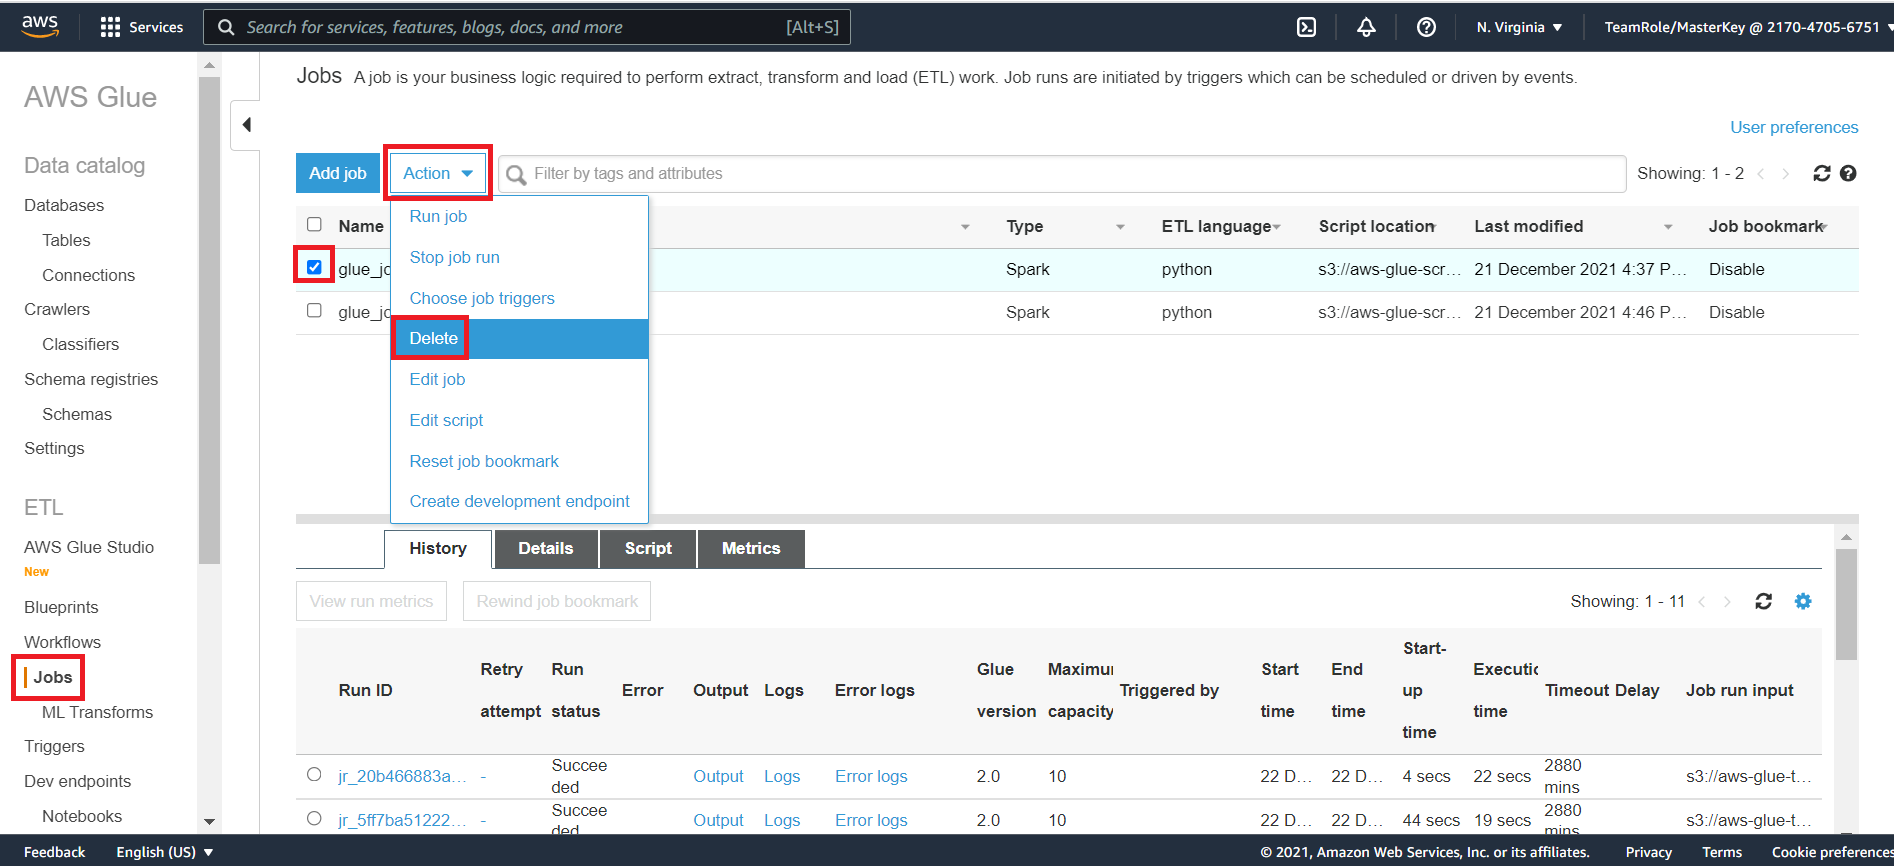 aws
Services
Search for services, features, blogs, docs, and more
[Alt+S]
N. Virginia
TeamRole/MasterKey @ 2170-4705-6751
AWS Glue
Data catalog
Databases
Tables
Connections
Crawlers
Classifiers
Schema registries
Schemas
Settings
ETL
AWS Glue Studio
New
Blueprints
Workflows
Jobs
ML Transforms
Triggers
Dev endpoints
Notebooks
Jobs A job is your business logic required to perform extract, transform and load (ETL) work. Job runs are initiated by triggers which can be scheduled or driven by events.
User preferences
Add job
Action
Filter by tags and attributes
Showing: 1 - 2
Name Type ETL language Script location Last modified Job bookmark
glue_jo Spark python s3://aws-glue-scr... 21 December 2021 4:37 P... Disable
glue_jo Spark python s3://aws-glue-scr... 21 December 2021 4:46 P... Disable
Run job
Stop job run
Choose job triggers
Delete
Edit job
Edit script
Reset job bookmark
Create development endpoint
History Details Script Metrics
View run metrics Rewind job bookmark Showing: 1 - 11
Run ID Retry attempt Run status Error Output Logs Error logs Glue version Maximu capacity Triggered by Start time End time Start-up time Executic time Timeout Delay Job run input
jr_20b466883a... - Succee ded Output Logs Error logs 2.0 10 22 D... 22 D... 4 secs 22 secs 2880 mins s3://aws-glue-t...
jr_5ff7ba51222... - Succee ded Output Logs Error logs 2.0 10 22 D... 22 D... 44 secs 19 secs 2880 mins s3://aws-glue-t...
Feedback English (US) © 2021, Amazon Web Services, Inc. or its affiliates. Privacy Terms Cookie preferences